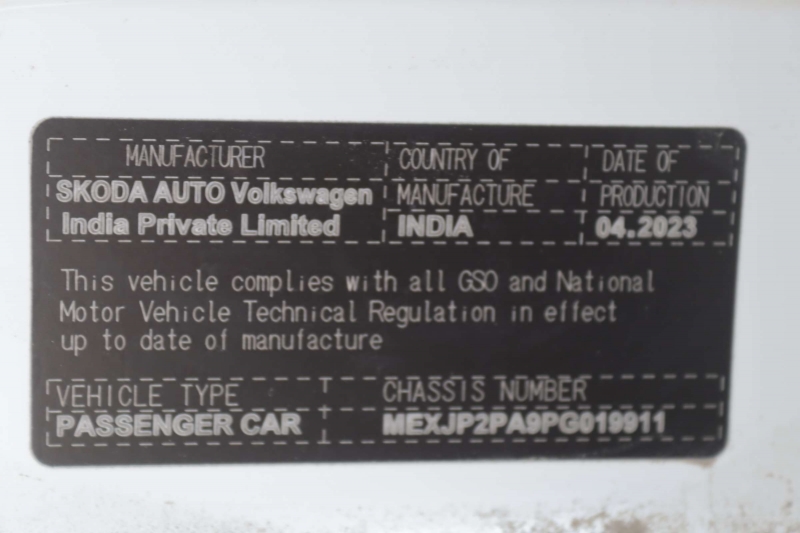 MANUFACTURER
SKODA AUTO Volkswagen
India Private Limited
COUNTRY OF
MANUFACTURE
INDIA
DATE OF
PRODUCTION
04.2023
This vehicle complies with all GSO and National
Motor Vehicle Technical Regulation in effect
up to date of manufacture
VEHICLE TYPE
PASSENGER CAR
CHASSIS NUMBER
MEXJP2PA9PG019911